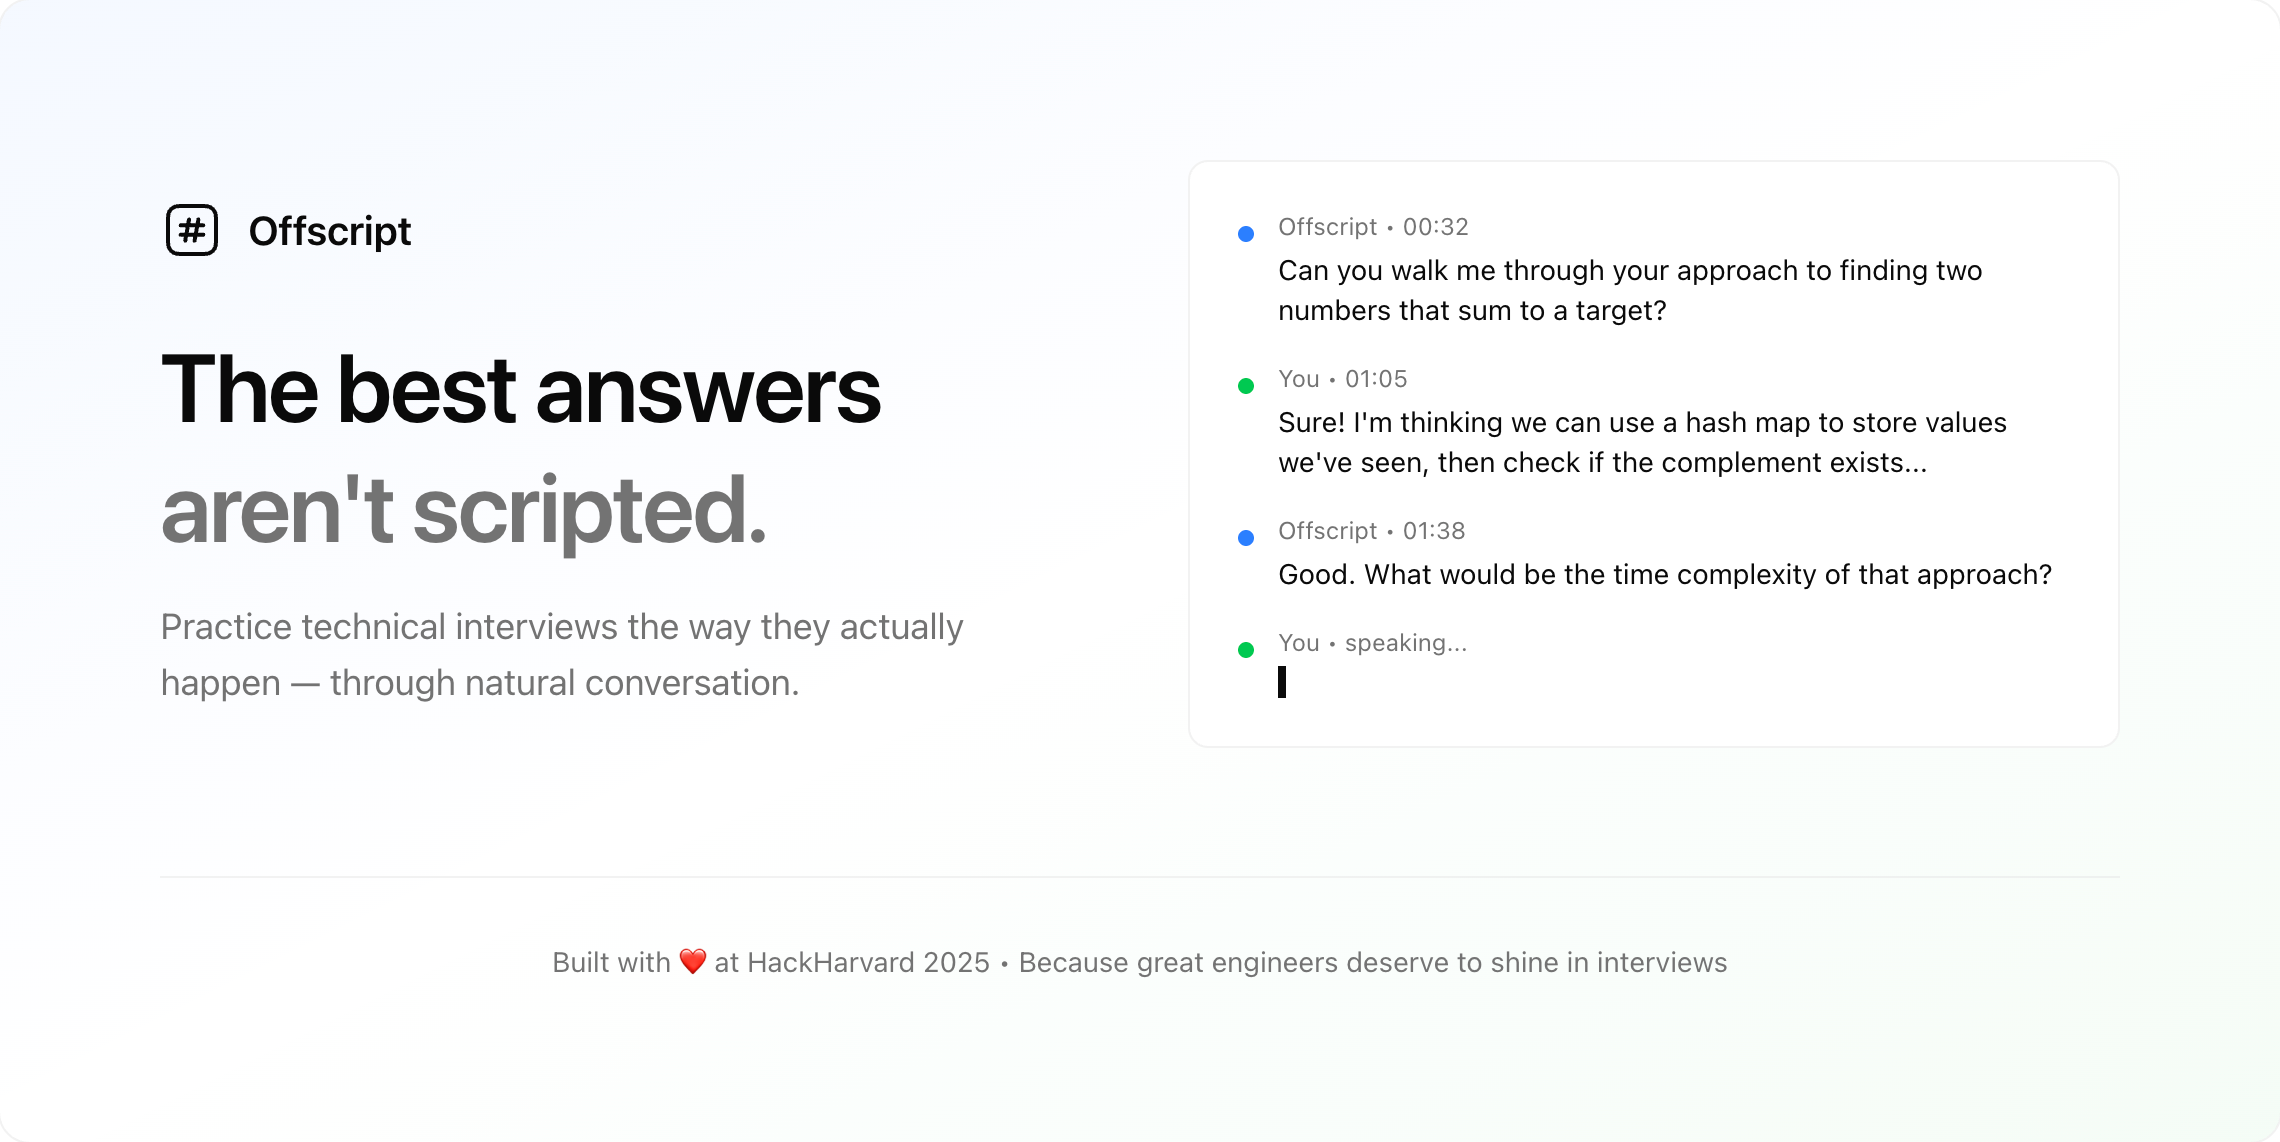 # Offscript
The best answers
aren't scripted.
Practice technical interviews the way they actually
happen — through natural conversation.
Offscript • 00:32
Can you walk me through your approach to finding two
numbers that sum to a target?
You • 01:05
Sure! I'm thinking we can use a hash map to store values
we've seen, then check if the complement exists...
Offscript • 01:38
Good. What would be the time complexity of that approach?
You • speaking...
Built with ❤️ at HackHarvard 2025 • Because great engineers deserve to shine in interviews